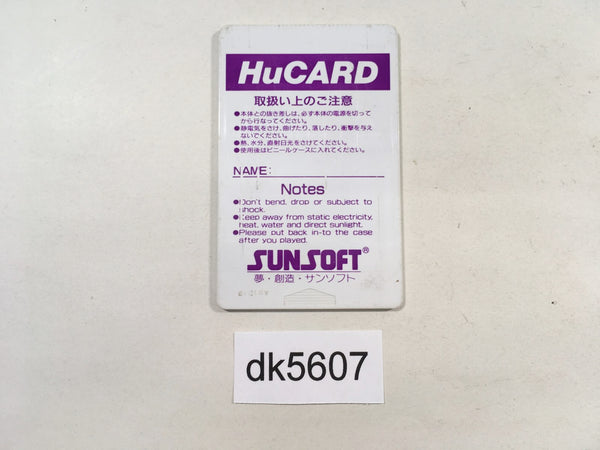 HuCARD
取扱い上のご注意
●本体との抜き差しは、必ず本体の電源を切って
から行なってください。
●静電気をさけ、曲げたり、落したり、衝撃を与え
ないでください。
●熱、水分、直射日光をさけてください。
●使用後はビニールケースに入れてください。
NAME:
Notes
●Don't bend, drop or subject to
shock.
●Keep away from static electricity,
heat, water and direct sunlight.
●Please put back in-to the case
after you played.
SUNSOFT®
夢・創造・サンソフト
dk5607